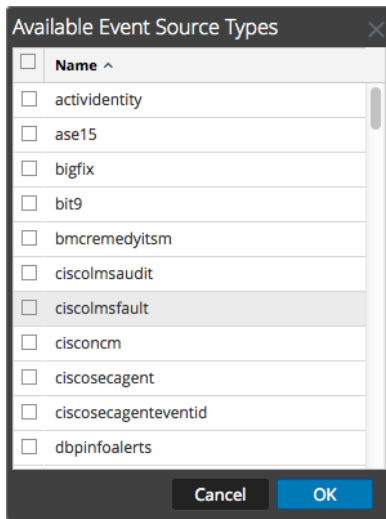 Available Event Source Types
Name
actividentity
ase15
bigfix
bit9
bmcremedyitsm
ciscolmsaudit
ciscolmsfault
cisconcm
ciscosecagent
ciscosecagenteventid
dbpinfoalerts
Cancel OK